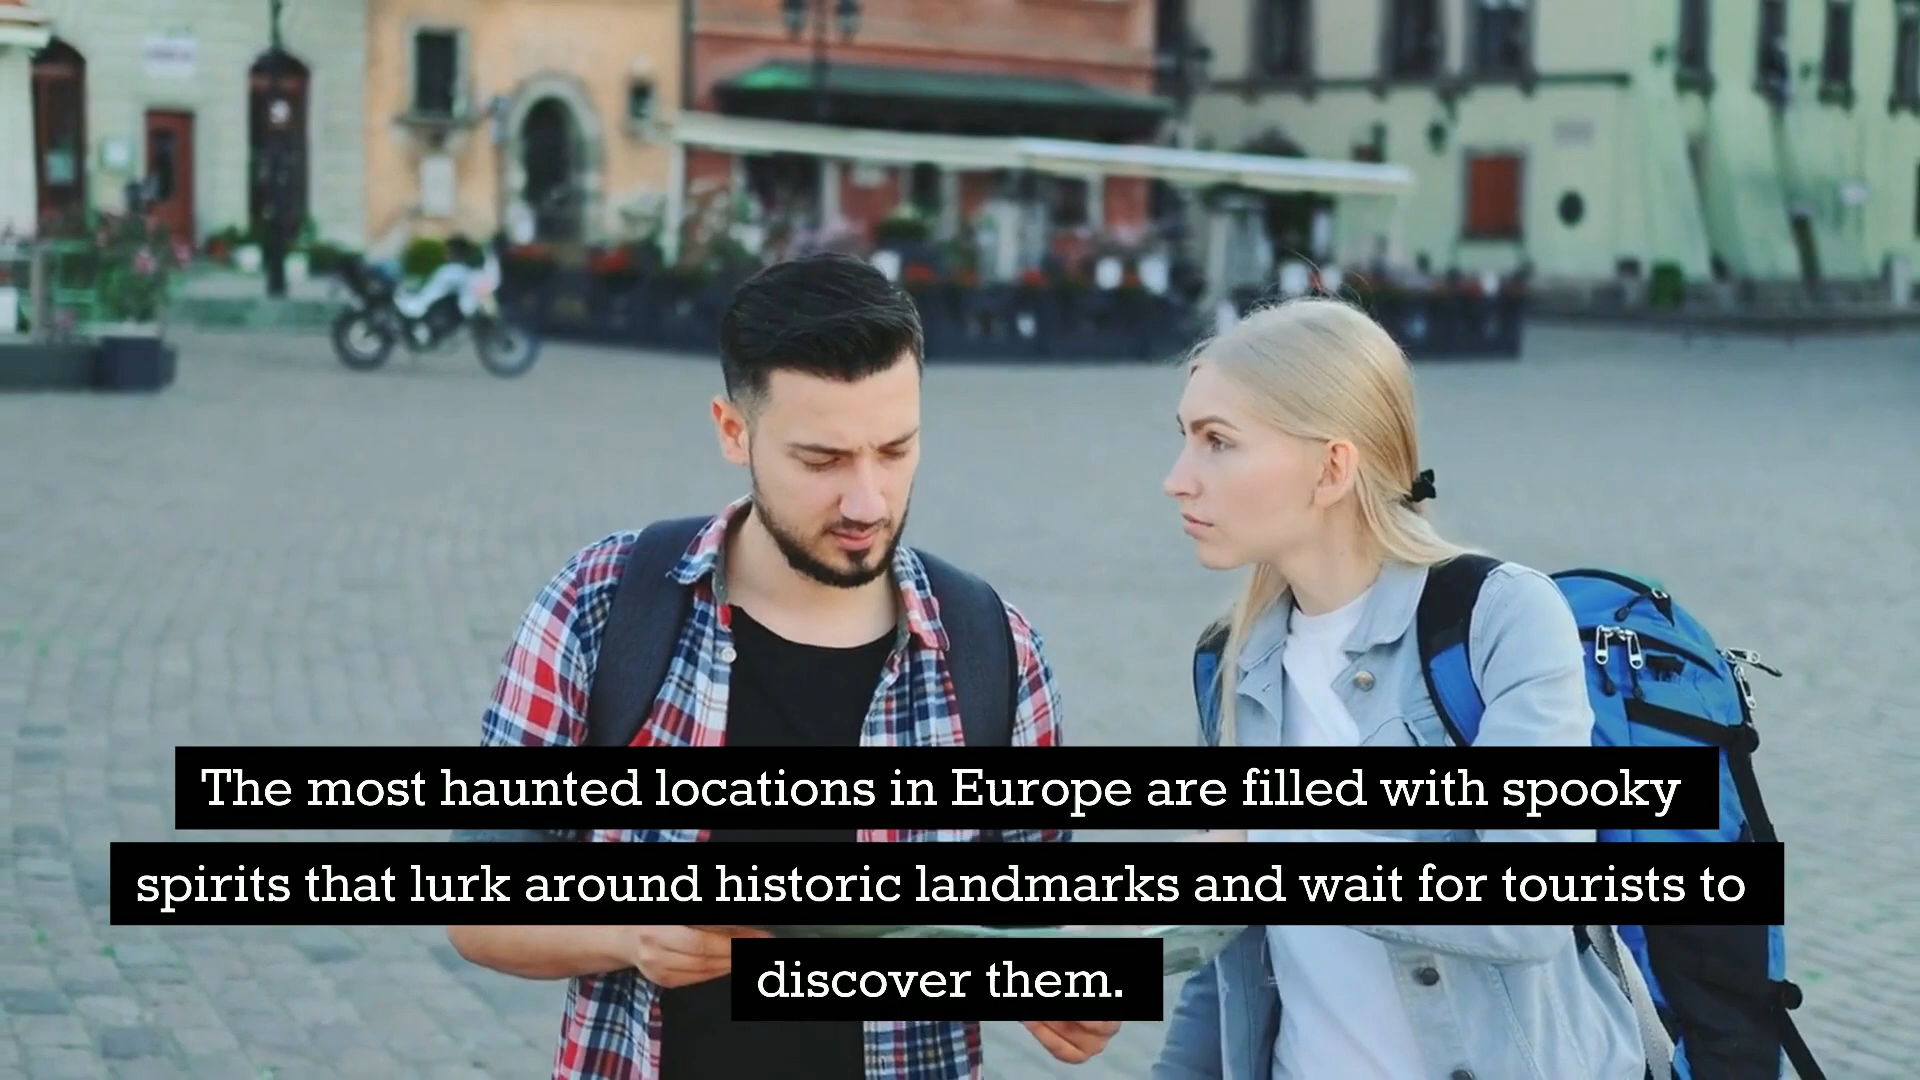 The most haunted locations in Europe are filled with spooky
spirits that lurk around historic landmarks and wait for tourists to
discover them.